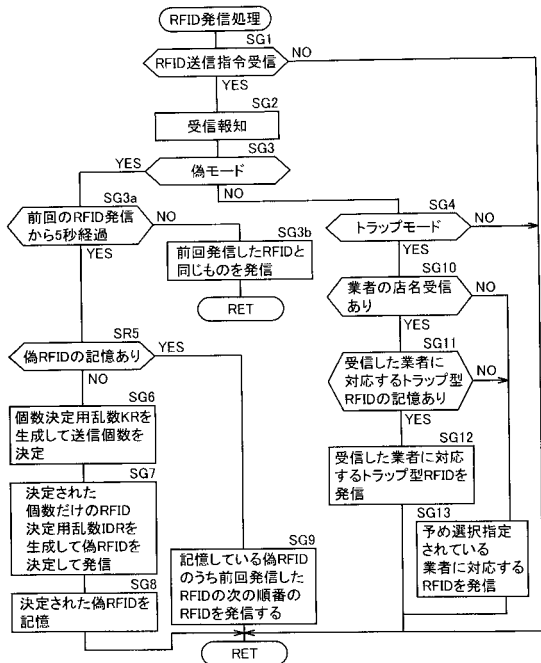 RFID発信処理
SG1
RFID送信指令受信
NO
YES
SG2
受信報知
SG3
偽モード
YES
NO
SG3a
前回のRFID発信
から5秒経過
NO
YES
SG3b
前回発信したRFIDと
同じものを発信
RET
SG4
トラップモード
NO
YES
SG10
業者の店名受信
あり
NO
YES
SG11
受信した業者に
対応するトラップ型
RFIDの記憶あり
NO
YES
SR5
偽RFIDの記憶あり
YES
NO
SG6
個数決定用乱数KRを
生成して送信個数を
決定
SG7
決定された
個数だけのRFID
決定用乱数IDRを
生成して偽RFIDを
決定して発信
SG8
決定された偽RFIDを
記憶
SG9
記憶している偽RFID
のうち前回発信した
RFIDの次の順番の
RFIDを発信する
SG12
受信した業者に対応
するトラップ型RFIDを
発信
SG13
予め選択指定
されている
業者に対応する
RFIDを発信
RET